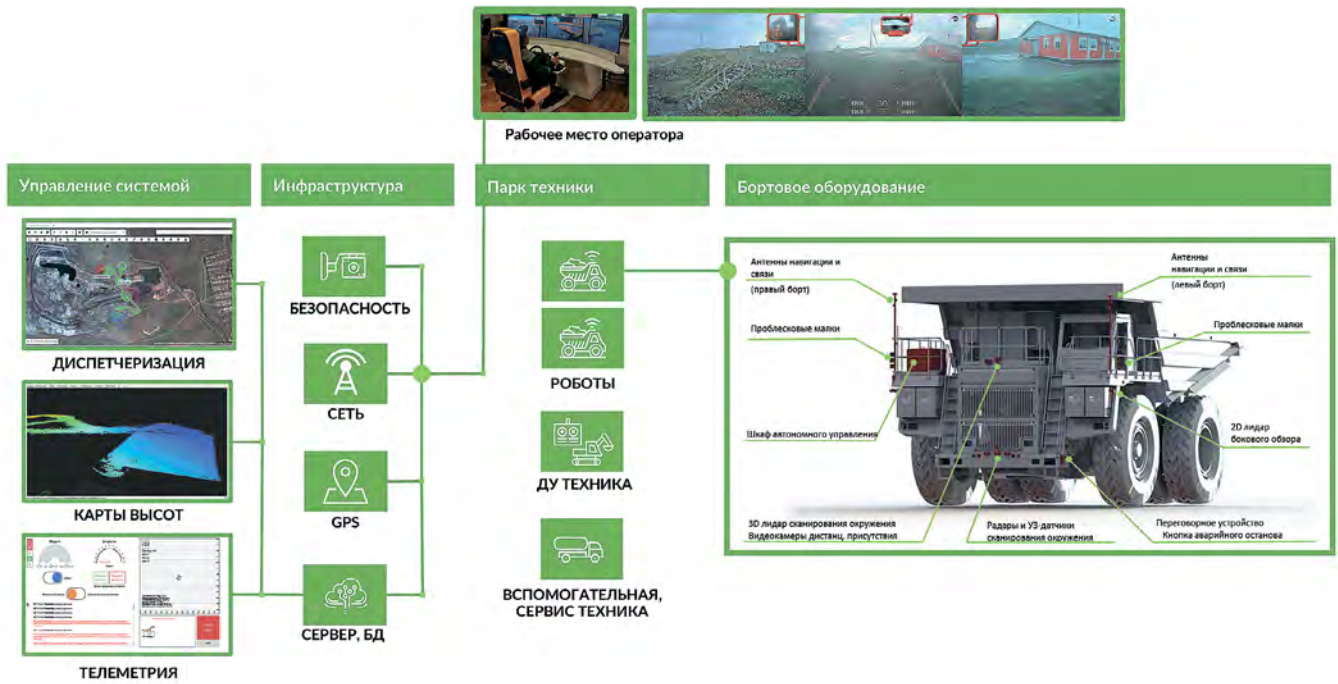 Рабочее место оператора
Управление системой
Инфраструктура
Парк техники
Бортовое оборудование
ДИСПЕТЧЕРИЗАЦИЯ
КАРТЫ ВЫСОТ
ТЕЛЕМЕТРИЯ
БЕЗОПАСНОСТЬ
СЕТЬ
GPS
СЕРВЕР, БД
РОБОТЫ
ДУ ТЕХНИКА
ВСПОМОГАТЕЛЬНАЯ,
СЕРВИС ТЕХНИКА
Антенны навигации и
связи
(правый борт)
Антенны
навигации и связи
(левый борт)
Проблесковые маяки
Проблесковые маяки
Шкаф автономного управления
2D лидар
бокового обзора
3D лидар сканирования окружения
Видеокамеры дистанц. присутствия
Радары и УЗ-датчики
сканирования окружения
Переговорное устройство
Кнопка аварийного останова